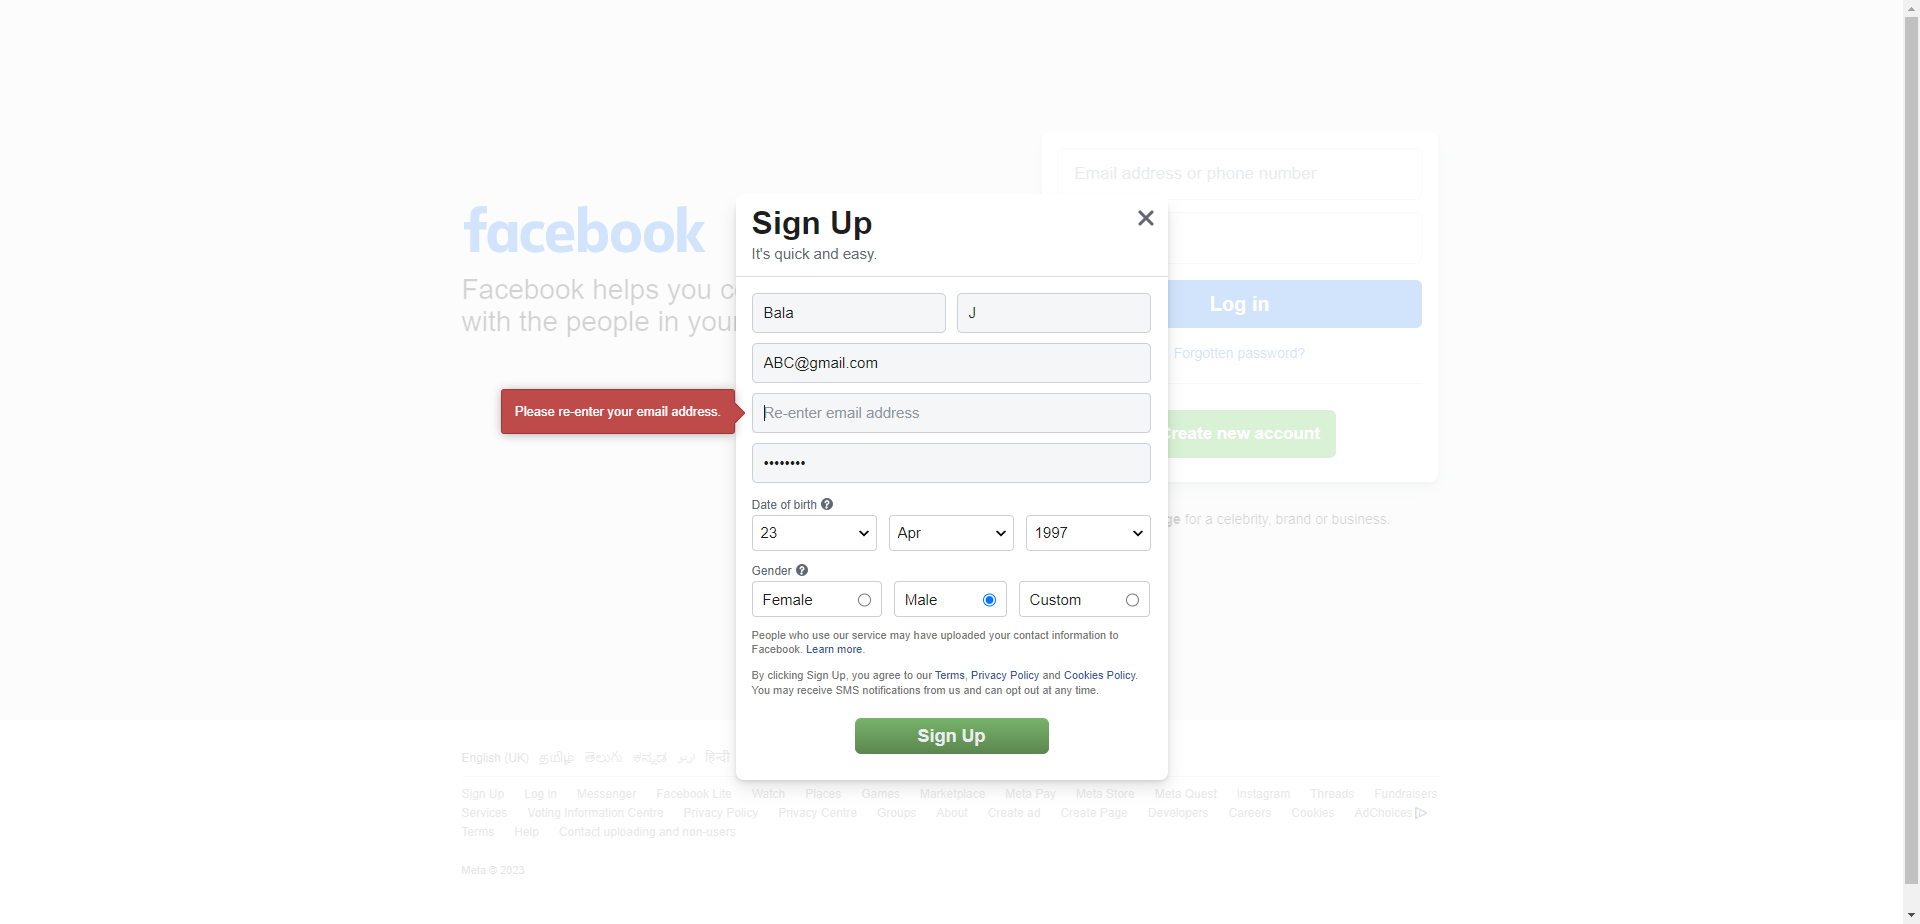 Email address or phone number
facebook
Facebook helps you c
with the people in your
Log in
Forgotten password?
Create new account
ge for a celebrity, brand or business.
Sign Up
It's quick and easy.
Bala
J
ABC@gmail.com
Please re-enter your email address.
Re-enter email address
••••••••
Date of birth ?
23 Apr 1997
Gender ?
Female Male Custom
People who use our service may have uploaded your contact information to
Facebook. Learn more.
By clicking Sign Up, you agree to our Terms, Privacy Policy and Cookies Policy.
You may receive SMS notifications from us and can opt out at any time.
Sign Up
English (UK) தமிழ் తెలుగు ಕನ್ನಡ اردو हिन्दी
Sign Up Log in Messenger Facebook Lite Watch Places Games Marketplace Meta Pay Meta Store Meta Quest Instagram Threads Fundraisers
Services Voting Information Centre Privacy Policy Privacy Centre Groups About Create ad Create Page Developers Careers Cookies AdChoices
Terms Help Contact uploading and non-users
Meta © 2023